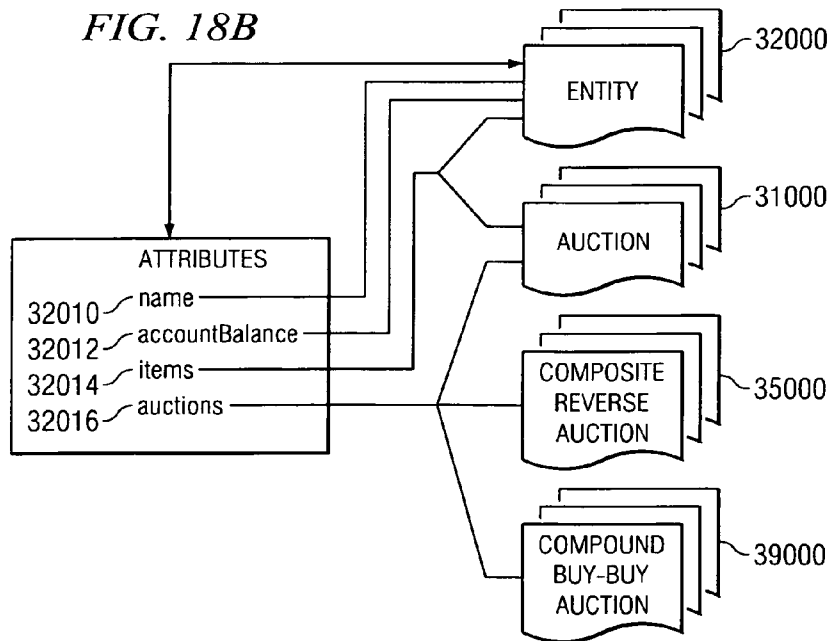 FIG. 18B
32000
ENTITY
31000
AUCTION
ATTRIBUTES
32010 name
32012 accountBalance
32014 items
32016 auctions
35000
COMPOSITE
REVERSE
AUCTION
39000
COMPOUND
BUY-BUY
AUCTION